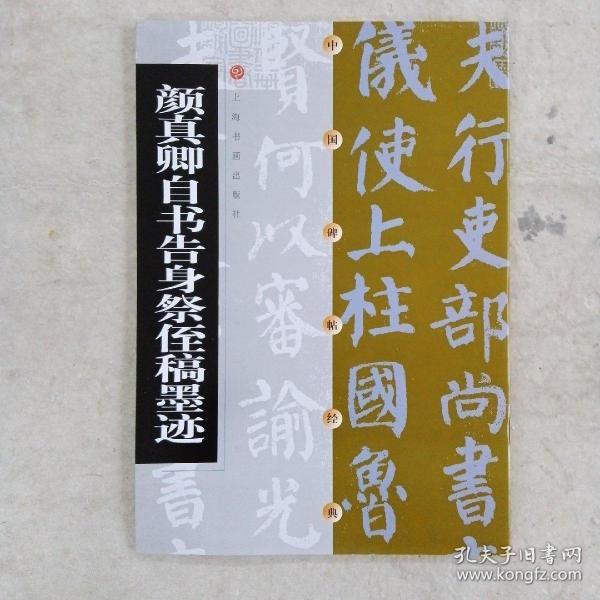 颜真卿自书告身祭侄稿墨迹
上海书画出版社
中国碑帖经典
夫行吏部尚書
儀使上柱國魯
賢何以審諭光
孔夫子旧书网
www.kongfz.com